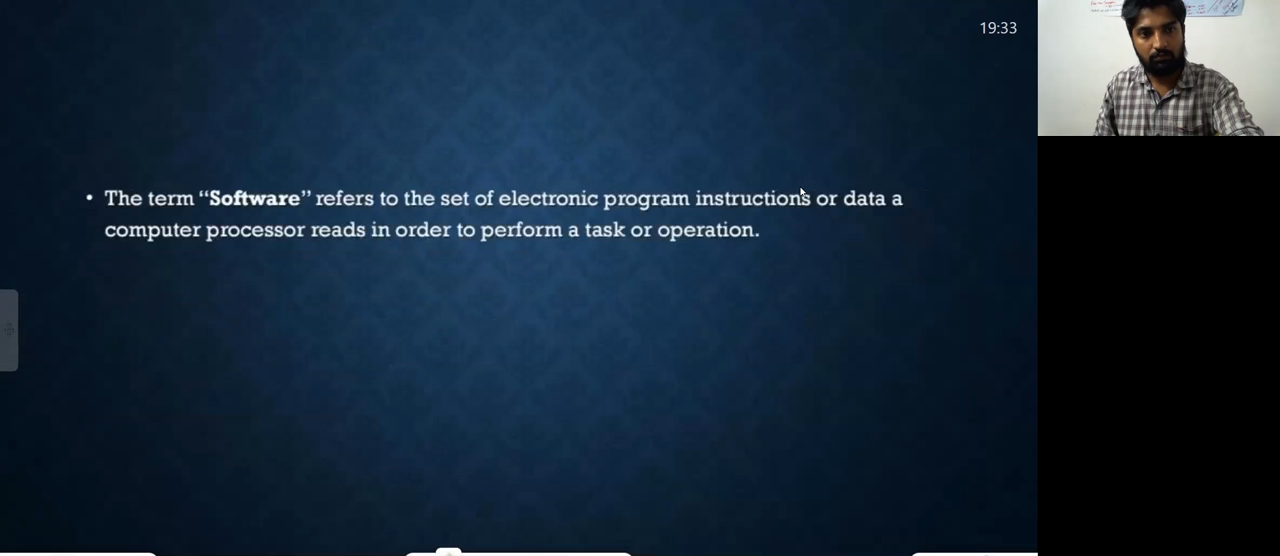 19:33
• The term “Software” refers to the set of electronic program instructions or data a
computer processor reads in order to perform a task or operation.